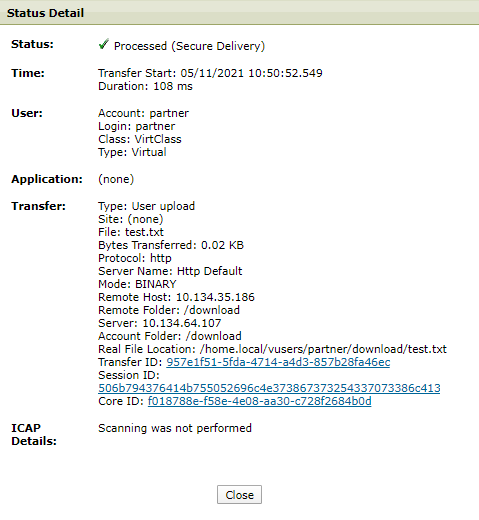 Status Detail
Status: Processed (Secure Delivery)
Time: Transfer Start: 05/11/2021 10:50:52.549
Duration: 108 ms
User: Account: partner
Login: partner
Class: VirtClass
Type: Virtual
Application: (none)
Transfer: Type: User upload
Site: (none)
File: test.txt
Bytes Transferred: 0.02 KB
Protocol: http
Server Name: Http Default
Mode: BINARY
Remote Host: 10.134.35.186
Remote Folder: /download
Server: 10.134.64.107
Account Folder: /download
Real File Location: /home.local/vusers/partner/download/test.txt
Transfer ID: 957e1f51-5fda-4714-a4d3-857b28fa46ec
Session ID:
506b794376414b755052696c4e373867373254337073386c413
Core ID: f018788e-f58e-4e08-aa30-c728f2684b0d
ICAP Details: Scanning was not performed
Close